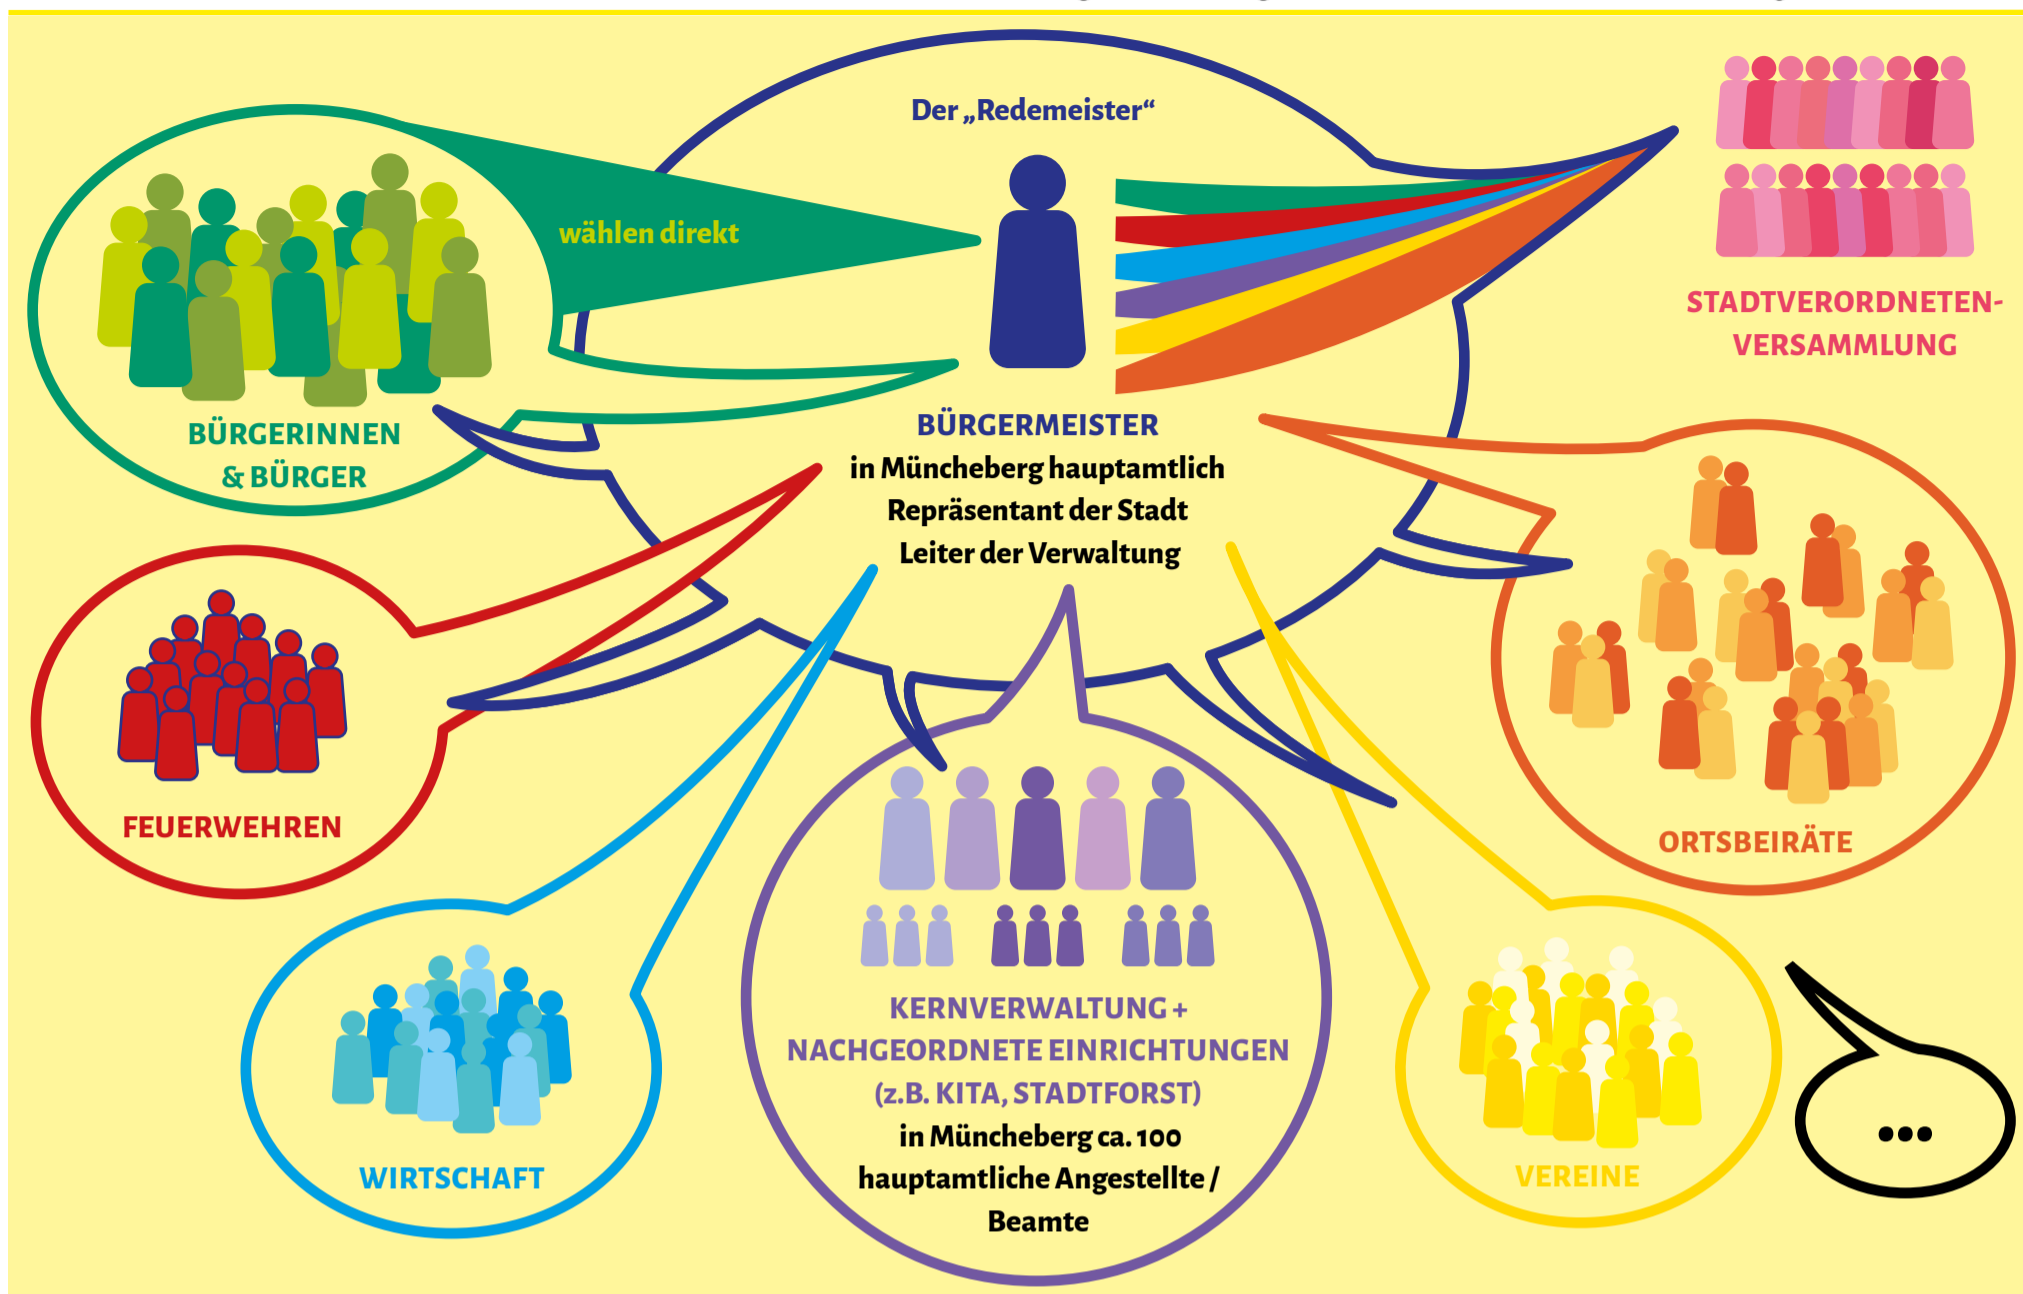 Der „Redemeister“
wählen direkt
STADTVERORDNETEN-
VERSAMMLUNG
BÜRGERINNEN
& BÜRGER
BÜRGERMEISTER
in Müncheberg hauptamtlich
Repräsentant der Stadt
Leiter der Verwaltung
FEUERWEHREN
ORTSBEIRÄTE
WIRTSCHAFT
KERNVERWALTUNG +
NACHGEORDNETE EINRICHTUNGEN
(z.B. KITA, STADTFORST)
in Müncheberg ca. 100
hauptamtliche Angestellte /
Beamte
VEREINE
...